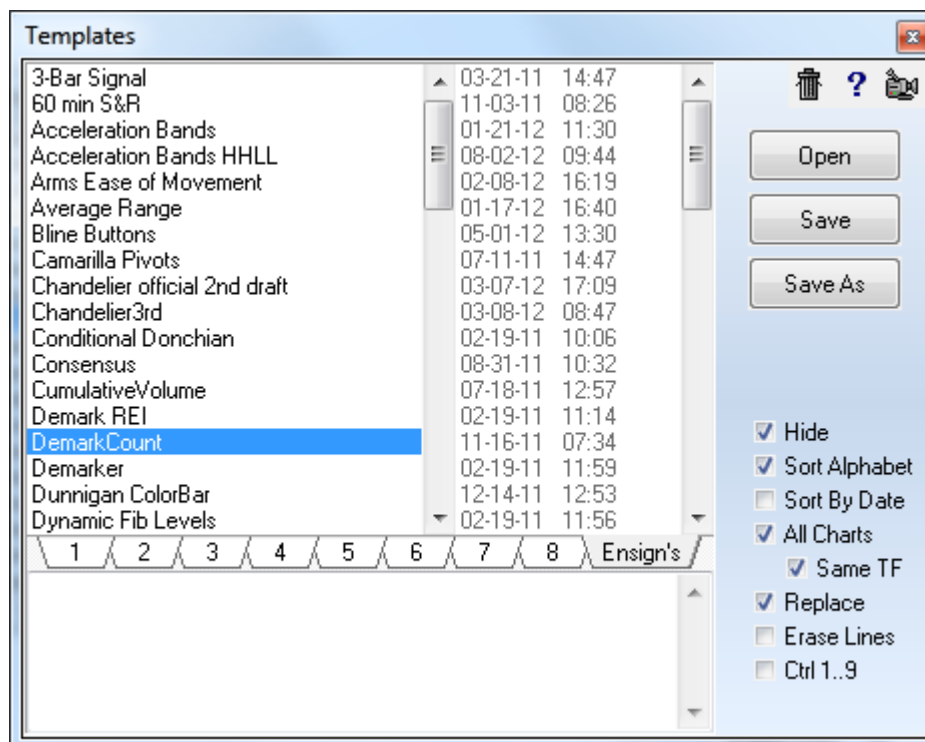 Templates
3-Bar Signal 03-21-11 14:47
60 min S&R 11-03-11 08:26
Acceleration Bands 01-21-12 11:30
Acceleration Bands HHLL 08-02-12 09:44
Arms Ease of Movement 02-08-12 16:19
Average Range 01-17-12 16:40
Bline Buttons 05-01-12 13:30
Camarilla Pivots 07-11-11 14:47
Chandelier official 2nd draft 03-07-12 17:09
Chandelier3rd 03-08-12 08:47
Conditional Donchian 02-19-11 10:06
Consensus 08-31-11 10:32
CumulativeVolume 07-18-11 12:57
Demark REI 02-19-11 11:14
DemarkCount 11-16-11 07:34
Demarker 02-19-11 11:59
Dunnigan ColorBar 12-14-11 12:53
Dynamic Fib Levels 02-19-11 11:56
1 2 3 4 5 6 7 8 Ensign's
?
Open
Save
Save As
Hide
Sort Alphabet
Sort By Date
All Charts
Same TF
Replace
Erase Lines
Ctrl 1..9